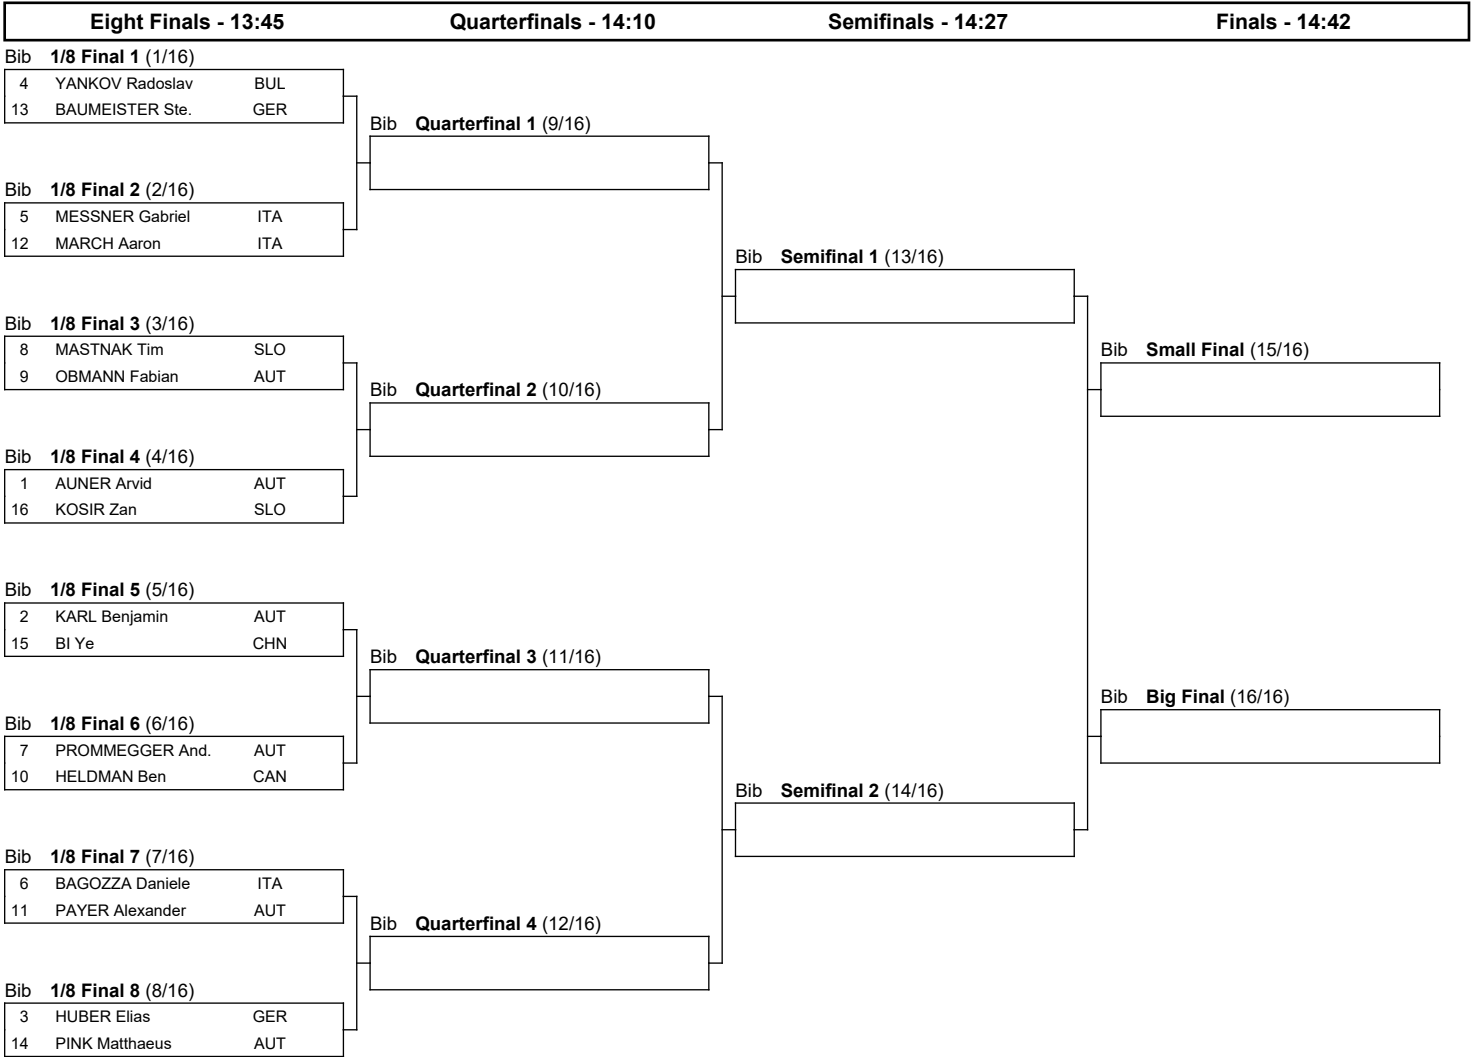 Eight Finals - 13:45 Quarterfinals - 14:10 Semifinals - 14:27 Finals - 14:42
Bib 1/8 Final 1 (1/16)
4 YANKOV Radoslav BUL
13 BAUMEISTER Ste. GER
Bib Quarterfinal 1 (9/16)
Bib 1/8 Final 2 (2/16)
5 MESSNER Gabriel ITA
12 MARCH Aaron ITA
Bib Semifinal 1 (13/16)
Bib 1/8 Final 3 (3/16)
8 MASTNAK Tim SLO
9 OBMANN Fabian AUT
Bib Small Final (15/16)
Bib Quarterfinal 2 (10/16)
Bib 1/8 Final 4 (4/16)
1 AUNER Arvid AUT
16 KOSIR Zan SLO
Bib 1/8 Final 5 (5/16)
2 KARL Benjamin AUT
15 BI Ye CHN
Bib Quarterfinal 3 (11/16)
Bib Big Final (16/16)
Bib 1/8 Final 6 (6/16)
7 PROMMEGGER And. AUT
10 HELDMAN Ben CAN
Bib Semifinal 2 (14/16)
Bib 1/8 Final 7 (7/16)
6 BAGOZZA Daniele ITA
11 PAYER Alexander AUT
Bib Quarterfinal 4 (12/16)
Bib 1/8 Final 8 (8/16)
3 HUBER Elias GER
14 PINK Matthaeus AUT